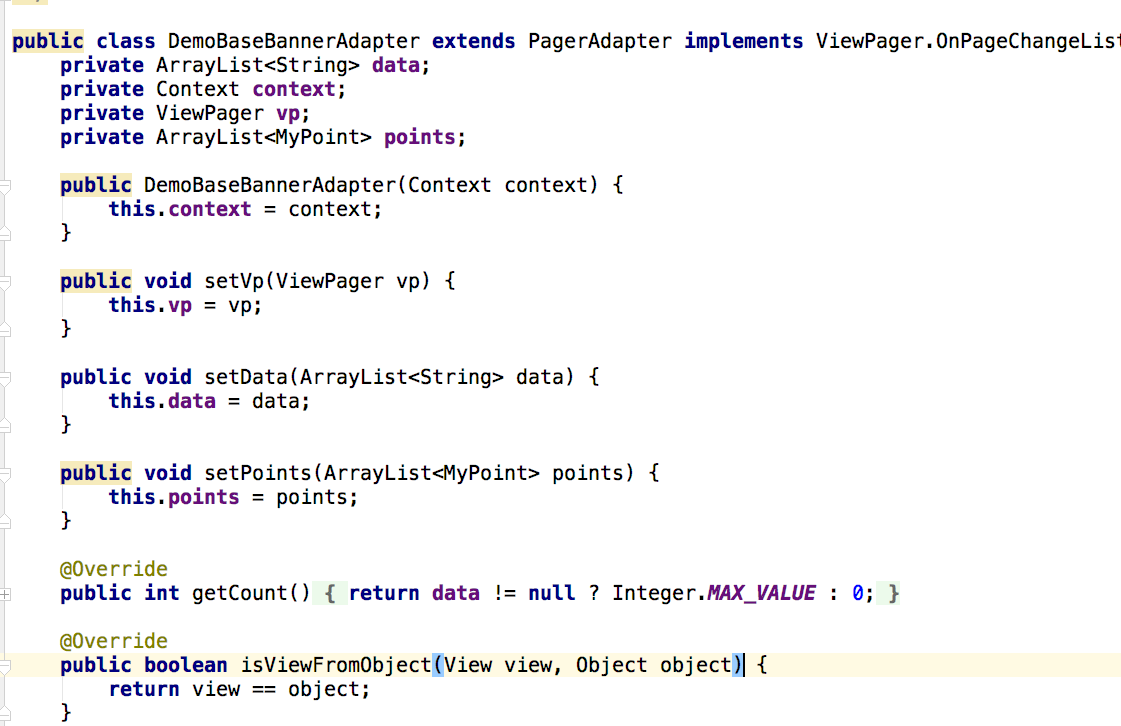 public class DemoBaseBannerAdapter extends PagerAdapter implements ViewPager.OnPageChangeList
    private ArrayList<String> data;
    private Context context;
    private ViewPager vp;
    private ArrayList<MyPoint> points;

    public DemoBaseBannerAdapter(Context context) {
        this.context = context;
    }

    public void setVp(ViewPager vp) {
        this.vp = vp;
    }

    public void setData(ArrayList<String> data) {
        this.data = data;
    }

    public void setPoints(ArrayList<MyPoint> points) {
        this.points = points;
    }

    @Override
    public int getCount() { return data != null ? Integer.MAX_VALUE : 0; }

    @Override
    public boolean isViewFromObject(View view, Object object) {
        return view == object;
    }